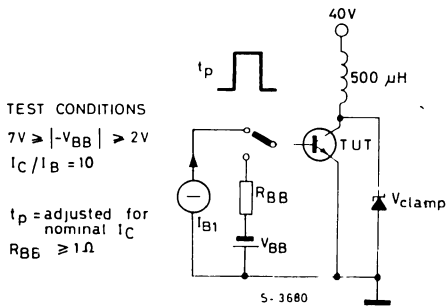 40V
tp
500 μH
TEST CONDITIONS
7V ≥ |-VBB| ≥ 2V
IC/IB = 10
TUT
RBB
Vclamp
IB1
tp = adjusted for
nominal IC
VBB
RBB ≥ 1Ω
S-3680